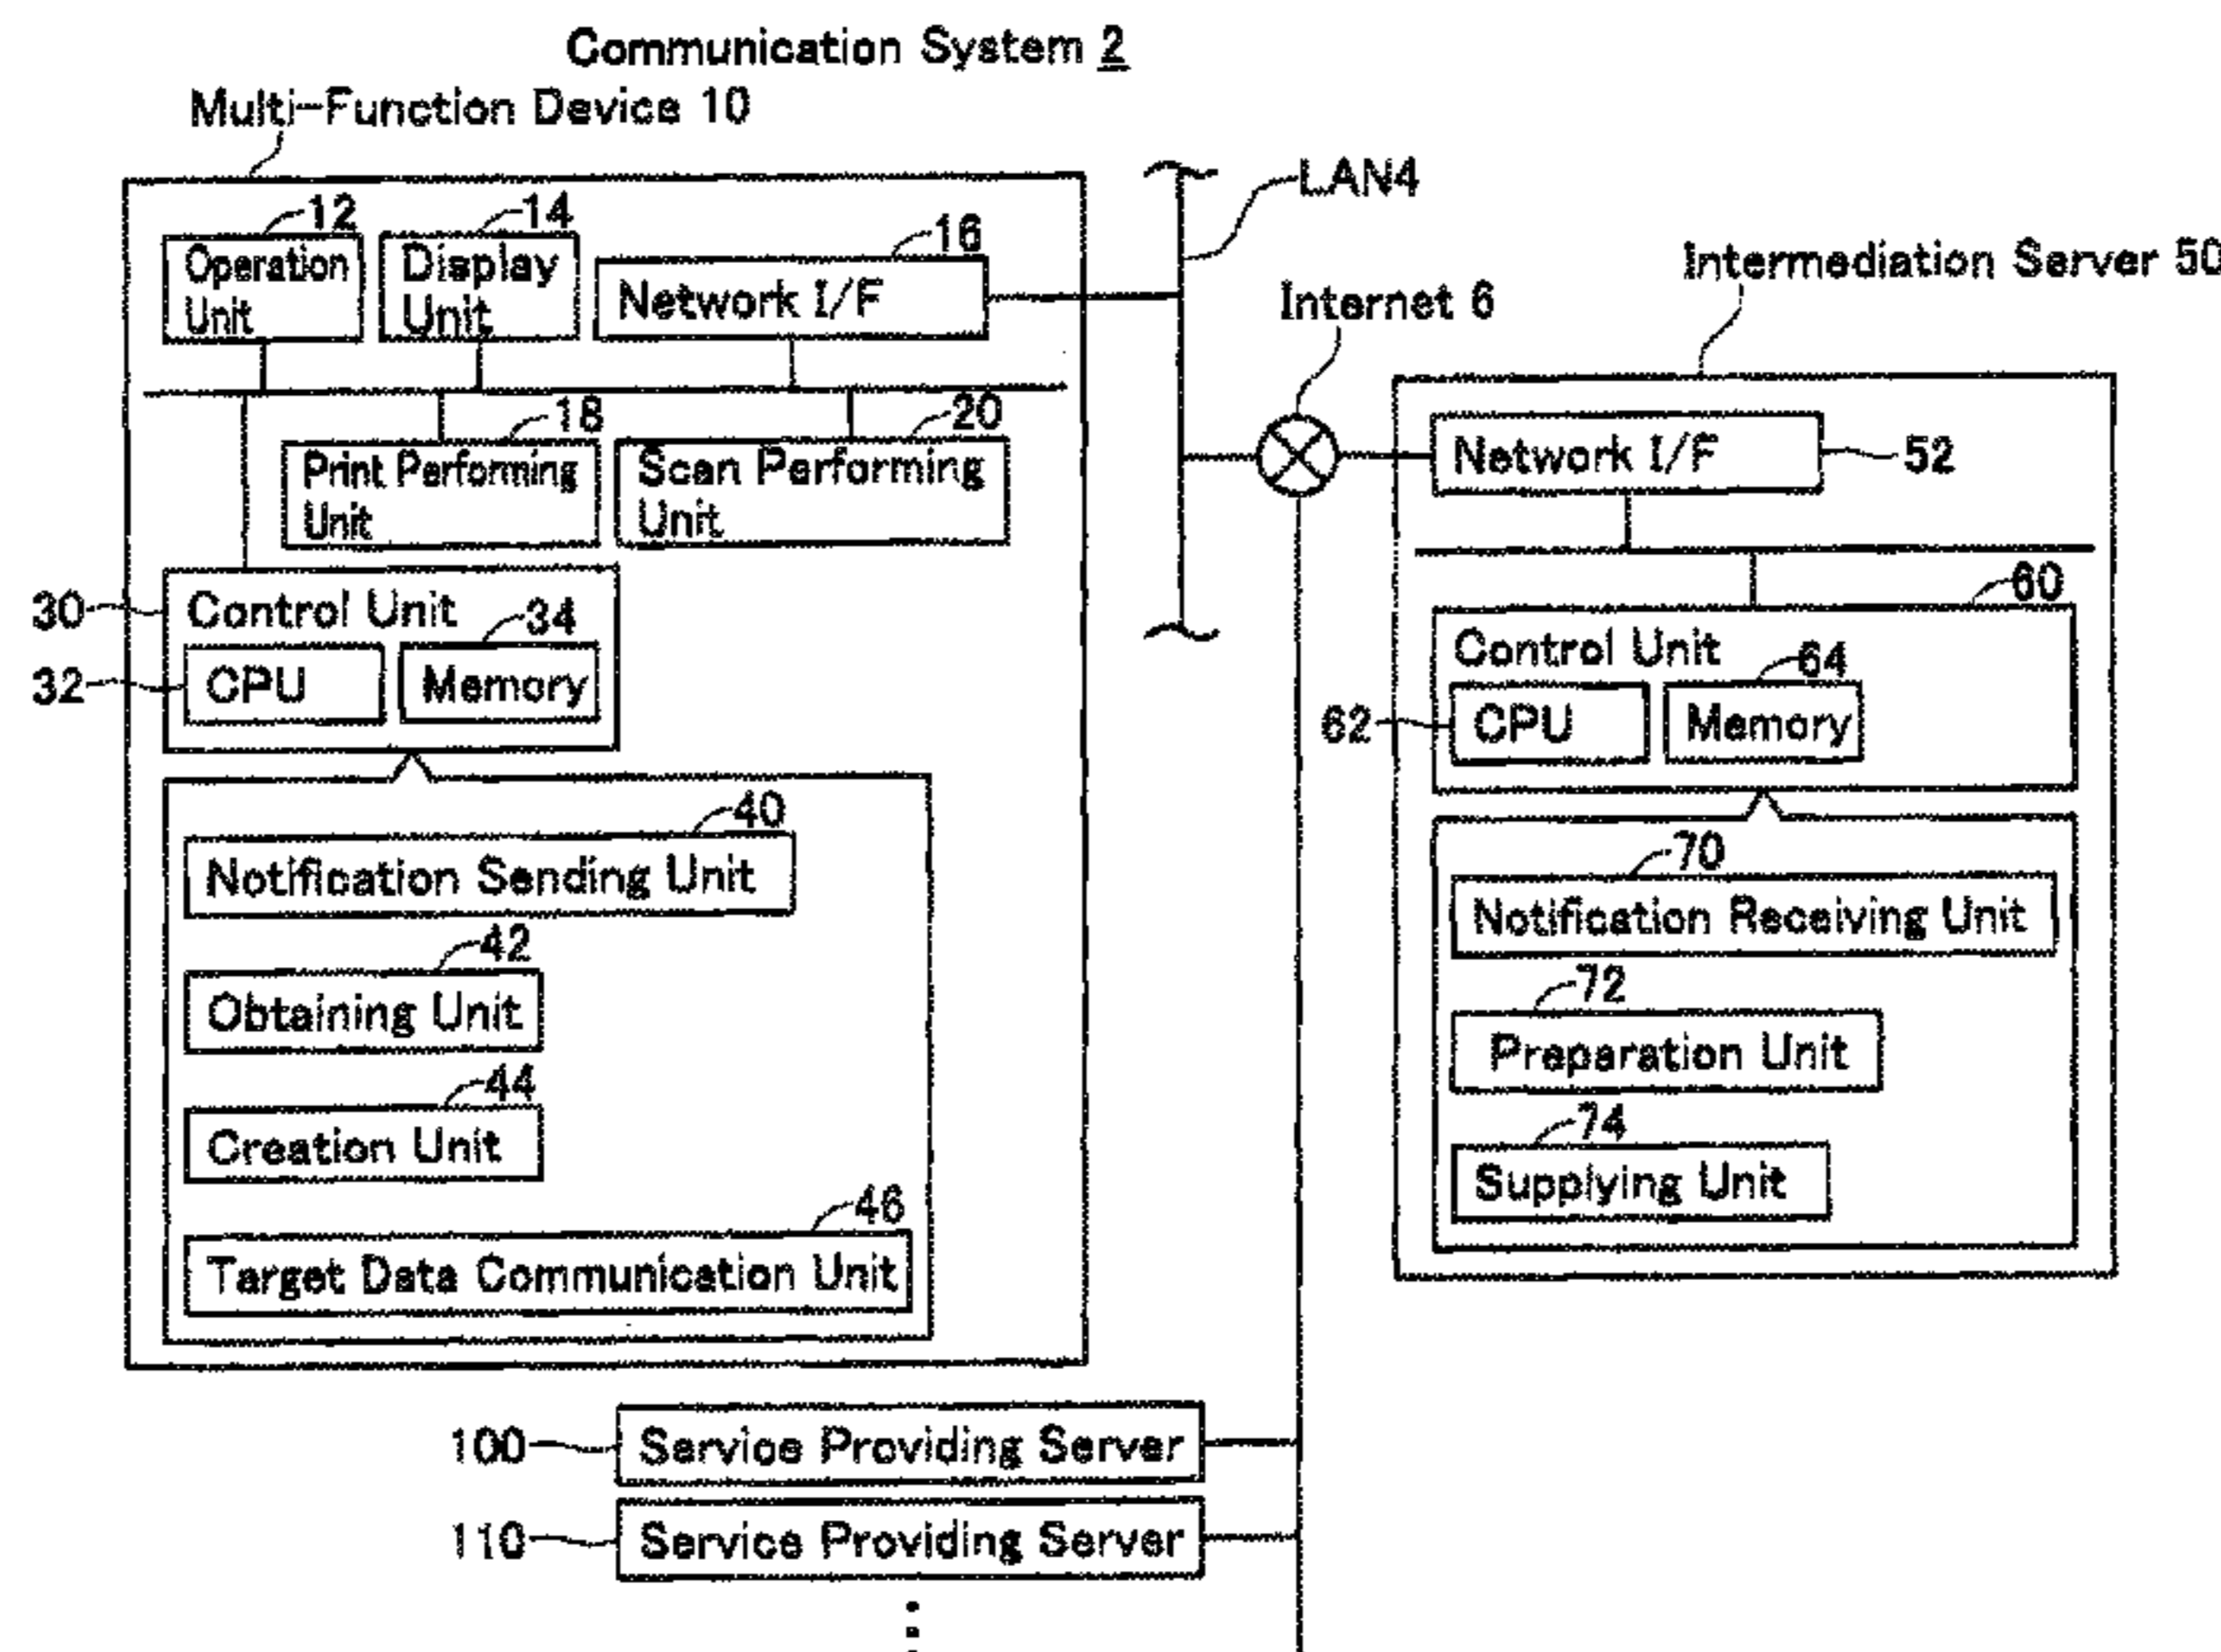 Communication System 2
Multi-Function Device 10
LAN4
12
14
16
Operation
Unit
Display
Unit
Network I/F
Internet 6
Intermediation Server 50
18
20
Print Performing
Unit
Scan Performing
Unit
Network I/F
52
30
Control Unit
34
32
CPU
Memory
60
Control Unit
64
62
CPU
Memory
40
Notification Sending Unit
42
Obtaining Unit
44
Creation Unit
46
Target Data Communication Unit
70
Notification Receiving Unit
72
Preparation Unit
74
Supplying Unit
100
Service Providing Server
110
Service Providing Server